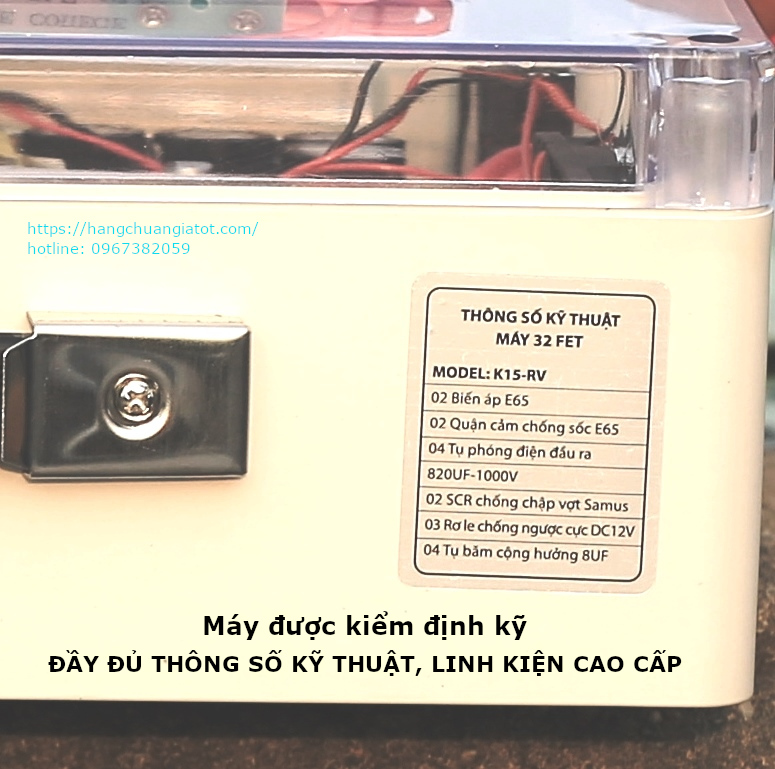 E COLLECR
https://hangchuangiatot.com/
hotline: 0967382059
THÔNG SỐ KỸ THUẬT
MÁY 32 FET
MODEL: K15-RV
02 Biến áp E65
02 Quận cảm chống sốc E65
04 Tụ phóng điện đầu ra
820UF-1000V
02 SCR chống chập vợt Samus
03 Rơ le chống ngược cực DC12V
04 Tụ băm cộng hưởng 8UF
Máy được kiểm định kỹ
ĐẦY ĐỦ THÔNG SỐ KỸ THUẬT, LINH KIỆN CAO CẤP